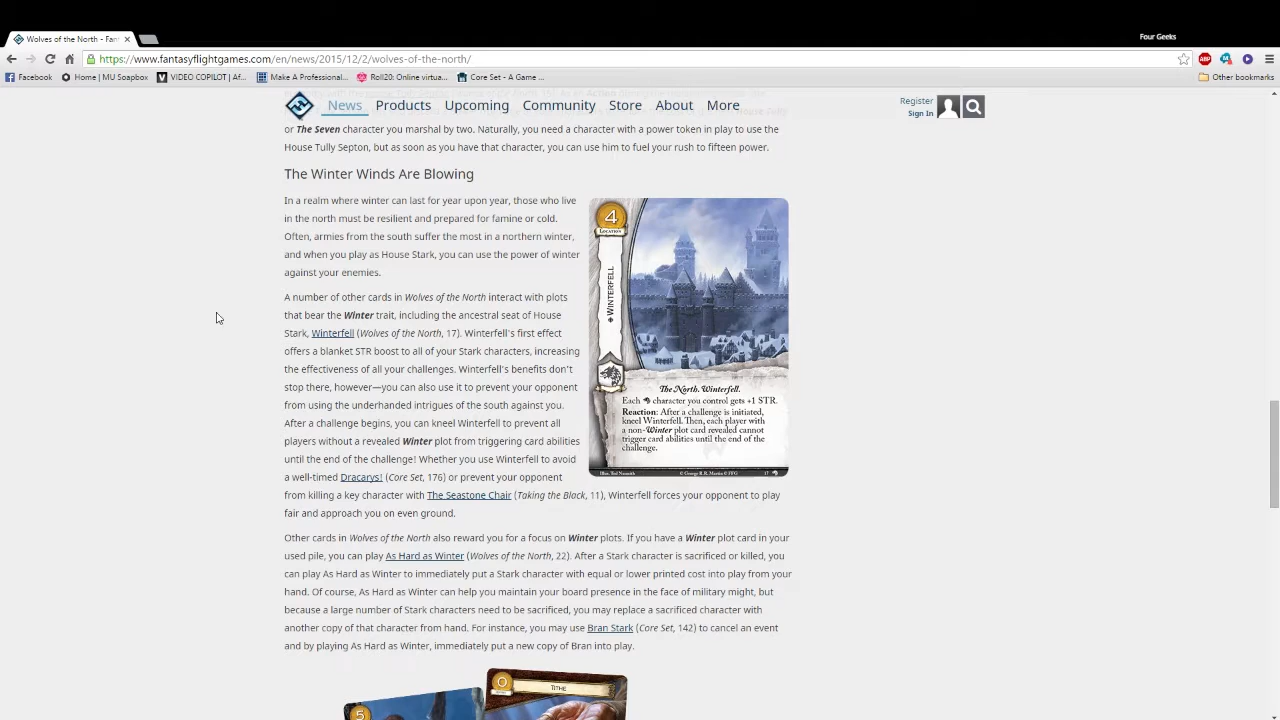 Four Geeks
Wolves of the North - Fan
https://www.fantasyflightgames.com/en/news/2015/12/2/wolves-of-the-north/
Facebook
Home | MU Soapbox
VIDEO COPILOT | Af...
Make A Professional...
Roll20: Online virtua...
Core Set - A Game ...
Other bookmarks
News
Products
Upcoming
Community
Store
About
More
Register
Sign In
or The Seven character you marshal by two. Naturally, you need a character with a power token in play to use the
House Tully Septon, but as soon as you have that character, you can use him to fuel your rush to fifteen power.
The Winter Winds Are Blowing
In a realm where winter can last for year upon year, those who live
in the north must be resilient and prepared for famine or cold.
Often, armies from the south suffer the most in a northern winter,
and when you play as House Stark, you can use the power of winter
against your enemies.
A number of other cards in Wolves of the North interact with plots
that bear the Winter trait, including the ancestral seat of House
Stark, Winterfell (Wolves of the North, 17). Winterfell's first effect
offers a blanket STR boost to all of your Stark characters, increasing
the effectiveness of all your challenges. Winterfell's benefits don't
stop there, however—you can also use it to prevent your opponent
from using the underhanded intrigues of the south against you.
After a challenge begins, you can kneel Winterfell to prevent all
players without a revealed Winter plot from triggering card abilities
until the end of the challenge! Whether you use Winterfell to avoid
a well-timed Dracarys! (Core Set, 176) or prevent your opponent
from killing a key character with The Seastone Chair (Taking the Black, 11), Winterfell forces your opponent to play
fair and approach you on even ground.
4
LOCATION
WINTERFELL
The North. Winterfell.
Each character you control gets +1 STR.
Reaction: After a challenge is initiated,
kneel Winterfell. Then, each player with
a non-Winter plot card revealed cannot
trigger card abilities until the end of the
challenge.
© George R.R. Martin © FFG
17
Other cards in Wolves of the North also reward you for a focus on Winter plots. If you have a Winter plot card in your
used pile, you can play As Hard as Winter (Wolves of the North, 22). After a Stark character is sacrificed or killed, you
can play As Hard as Winter to immediately put a Stark character with equal or lower printed cost into play from your
hand. Of course, As Hard as Winter can help you maintain your board presence in the face of military might, but
because a large number of Stark characters need to be sacrificed, you may replace a sacrificed character with
another copy of that character from hand. For instance, you may use Bran Stark (Core Set, 142) to cancel an event
and by playing As Hard as Winter, immediately put a new copy of Bran into play.
5
0
TITHE